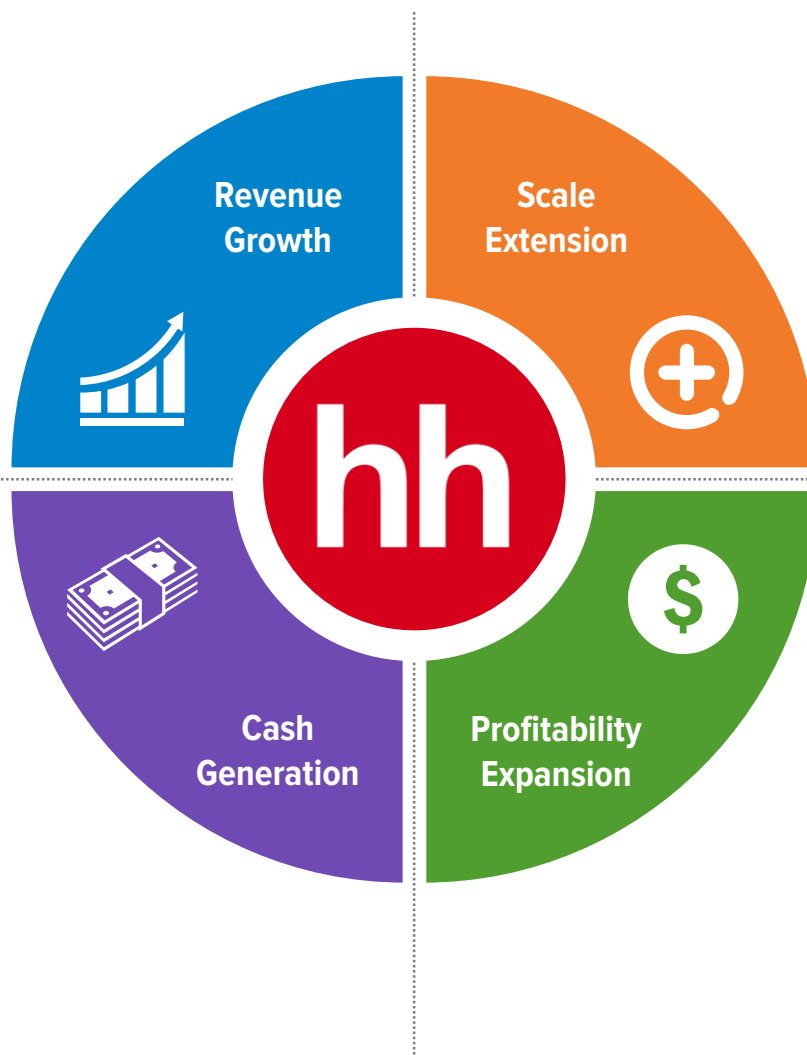 Revenue
Growth
Scale
Extension
hh
$
Cash
Generation
Profitability
Expansion